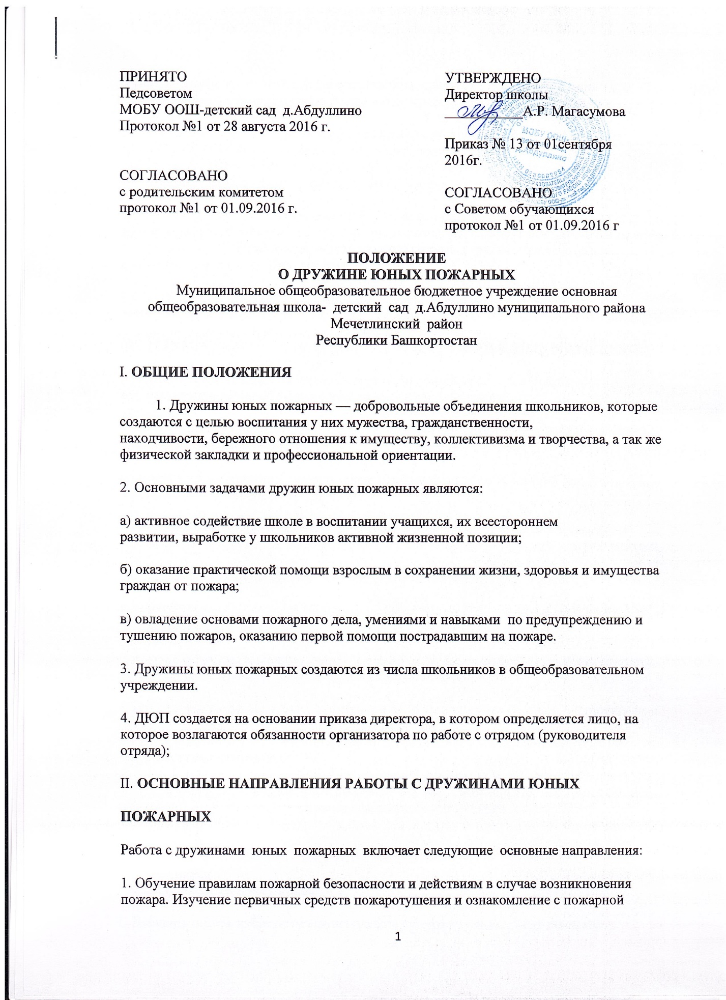 ПРИНЯТО
Педсоветом
МОБУ ООШ-детский сад  д.Абдуллино
Протокол №1 от 28 августа 2016 г.
СОГЛАСОВАНО
с родительским комитетом
протокол №1 от 01.09.2016 г.
УТВЕРЖДЕНО
Директор школы
___________А.Р. Магасумова
Приказ № 13 от 01сентября
2016г.
СОГЛАСОВАНО
с Советом обучающихся
протокол №1 от 01.09.2016 г
МОБУ ООШ-
д.Абдуллино
ПОЛОЖЕНИЕ
О ДРУЖИНЕ ЮНЫХ ПОЖАРНЫХ
Муниципальное общеобразовательное бюджетное учреждение основная
общеобразовательная школа-  детский  сад  д.Абдуллино муниципального района
Мечетлинский  район
Республики Башкортостан
I. ОБЩИЕ ПОЛОЖЕНИЯ
1. Дружины юных пожарных — добровольные объединения школьников, которые
создаются с целью воспитания у них мужества, гражданственности,
находчивости, бережного отношения к имуществу, коллективизма и творчества, а так же
физической закладки и профессиональной ориентации.
2. Основными задачами дружин юных пожарных являются:
а) активное содействие школе в воспитании учащихся, их всестороннем
развитии, выработке у школьников активной жизненной позиции;
б) оказание практической помощи взрослым в сохранении жизни, здоровья и имущества
граждан от пожара;
в) овладение основами пожарного дела, умениями и навыками  по предупреждению и
тушению пожаров, оказанию первой помощи пострадавшим на пожаре.
3. Дружины юных пожарных создаются из числа школьников в общеобразовательном
учреждении.
4. ДЮП создается на основании приказа директора, в котором определяется лицо, на
которое возлагаются обязанности организатора по работе с отрядом (руководителя
отряда);
II. ОСНОВНЫЕ НАПРАВЛЕНИЯ РАБОТЫ С ДРУЖИНАМИ ЮНЫХ
ПОЖАРНЫХ
Работа с дружинами  юных  пожарных  включает следующие  основные направления:
1. Обучение правилам пожарной безопасности и действиям в случае возникновения
пожара. Изучение первичных средств пожаротушения и ознакомление с пожарной
1